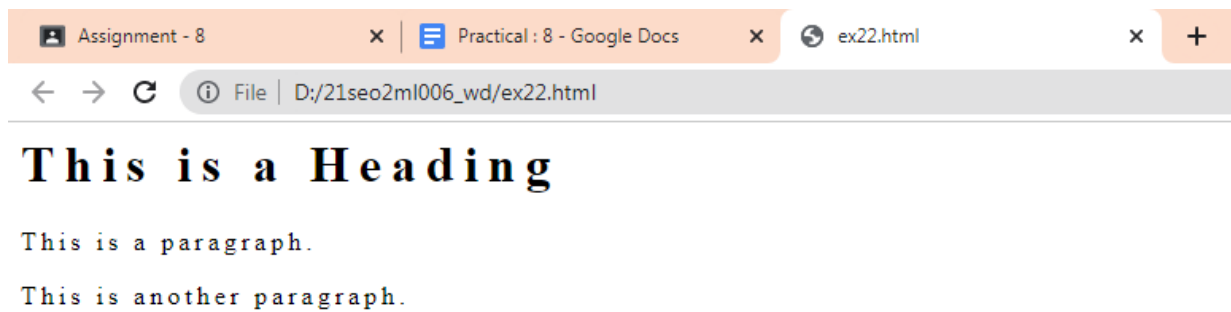 Assignment - 8 Practical : 8 - Google Docs ex22.html
File D:/21seo2ml006_wd/ex22.html
This is a Heading
This is a paragraph.
This is another paragraph.